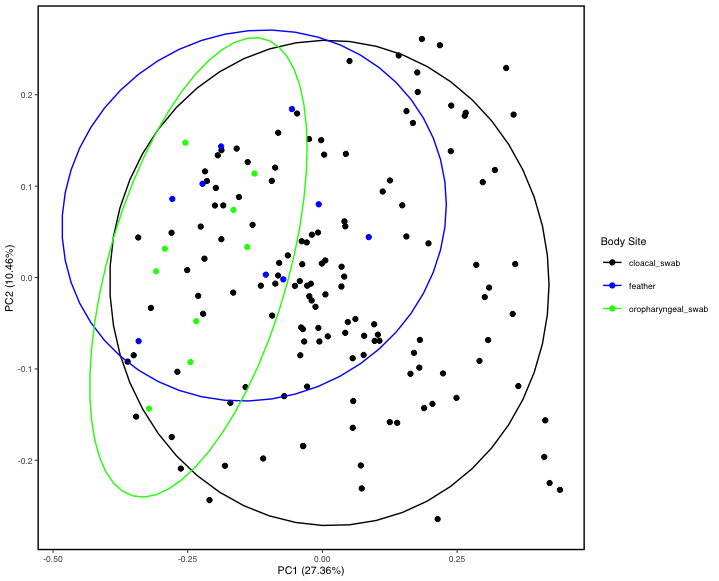 Body Site
cloacal_swab
feather
oropharyngeal_swab
PC2 (10.46%)
0.2
0.1
0.0
-0.1
-0.2
-0.50
-0.25
0.00
0.25
PC1 (27.36%)